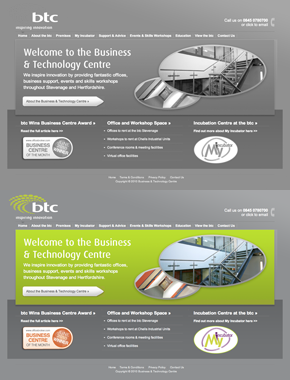 btc
inspiring innovation
Call us on 0845 0785750
or click to email
Home About the btc Premises My Incubator Support & Advice Events & Skills Workshops Education View the btc Contact Us
Welcome to the Business
& Technology Centre
We inspire innovation by providing fantastic offices,
business support, events and skills workshops
throughout Stevenage and Hertfordshire.
About the Business & Technology Centre »
btc Wins Business Centre Award »
Read the full article here >>
BUSINESS
CENTRE
OF THE MONTH
Office and Workshop Space »
Offices to rent at the btc Stevenage
Workshops to rent at Creste Industrial Units
Conference rooms & meeting facilities
Virtual office facilities
Incubation Centre at the btc »
Find out more about My Incubator here >>
My
incubator
Home Terms & Conditions Privacy Policy Contact Us
Copyright © 2010 Business & Technology Centre
btc
inspiring innovation
Call us on 0845 0785750
or click to email
Home About the btc Premises My Incubator Support & Advice Events & Skills Workshops Education View the btc Contact Us
Welcome to the Business
& Technology Centre
We inspire innovation by providing fantastic offices,
business support, events and skills workshops
throughout Stevenage and Hertfordshire.
About the Business & Technology Centre »
btc Wins Business Centre Award »
Read the full article here >>
BUSINESS
CENTRE
OF THE MONTH
Office and Workshop Space »
Offices to rent at the btc Stevenage
Workshops to rent at Creste Industrial Units
Conference rooms & meeting facilities
Virtual office facilities
Incubation Centre at the btc »
Find out more about My Incubator here >>
My
incubator
Home Terms & Conditions Privacy Policy Contact Us
Copyright © 2010 Business & Technology Centre